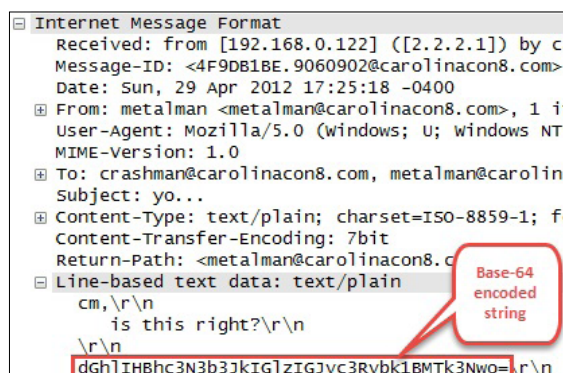 Internet Message Format
Received: from [192.168.0.122] ([2.2.2.1]) by c
Message-ID: <4F9DB1BE.9060902@carolinacon8.com>
Date: Sun, 29 Apr 2012 17:25:18 -0400
From: metalman <metalman@carolinacon8.com>, 1 i
User-Agent: Mozilla/5.0 (Windows; U; Windows NT
MIME-Version: 1.0
To: crashman@carolinacon8.com, metalman@carolin
Subject: yo...
Content-Type: text/plain; charset=ISO-8859-1; f
Content-Transfer-Encoding: 7bit
Return-Path: <metalman@carolinacon8.c
Base-64
encoded
string
Line-based text data: text/plain
cm,\r\n
is this right?\r\n
\r\n
dGhlIHBhc3N3b3JkIGlzIGJvc3Rvbk1BMTk3Nwo=\r\n